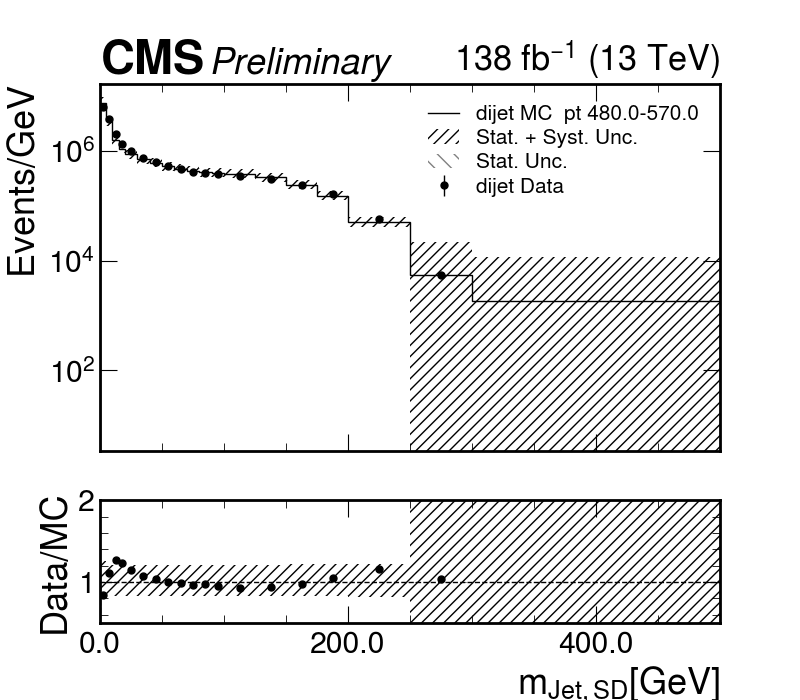 CMS Preliminary 138 fb⁻¹ (13 TeV)
Events/GeV
10⁶
10⁴
10²
dijet MC pt 480.0-570.0
Stat. + Syst. Unc.
Stat. Unc.
dijet Data
Data/MC
2
1
0.0 200.0 400.0
m_Jet, SD[GeV]